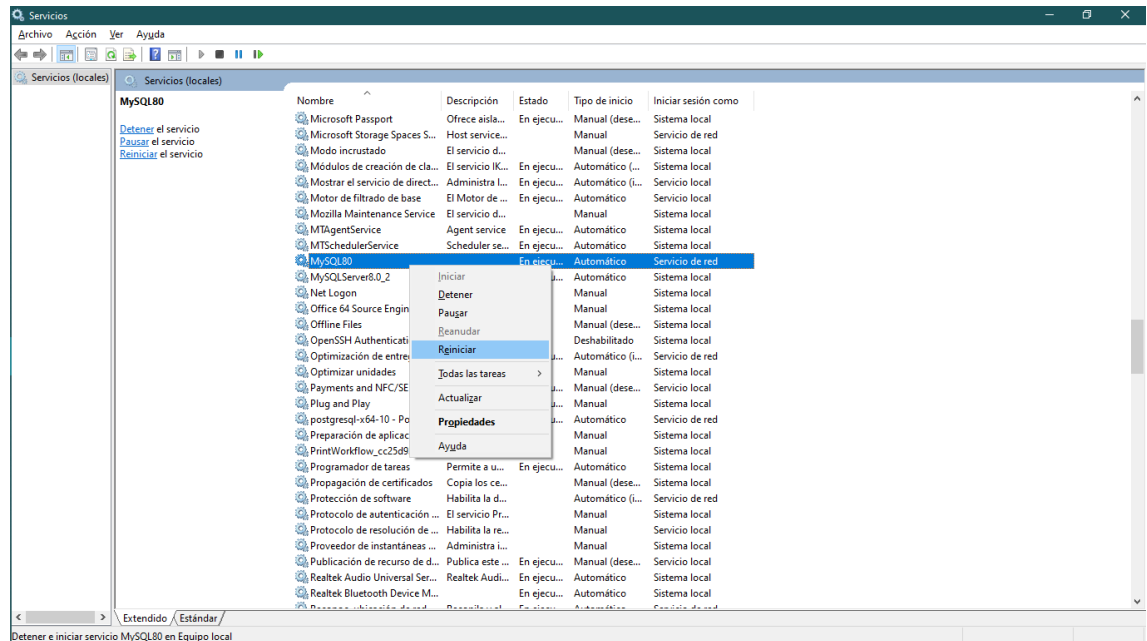 Servicios
Archivo Acción Ver Ayuda
Servicios (locales)
Servicios (locales)
MySQL80
Detener el servicio
Pausar el servicio
Reiniciar el servicio
Nombre Descripción Estado Tipo de inicio Iniciar sesión como
Microsoft Passport Ofrece aisla... En ejecu... Manual (dese... Sistema local
Microsoft Storage Spaces S... Host service... Manual Servicio de red
Modo incrustado El servicio d... Manual (dese... Sistema local
Módulos de creación de cla... El servicio IK... En ejecu... Automático (... Sistema local
Mostrar el servicio de direct... Administra l... En ejecu... Automático (i... Servicio local
Motor de filtrado de base El Motor de ... En ejecu... Automático Servicio local
Mozilla Maintenance Service El servicio d... Manual Sistema local
MTAgentService Agent service En ejecu... Automático Sistema local
MTSchedulerService Scheduler se... En ejecu... Automático Sistema local
MySQL80 En ejecu... Automático Servicio de red
MySQLServer8.0_2 Automático Sistema local
Net Logon Manual Sistema local
Office 64 Source Engin Manual Sistema local
Offline Files Manual (dese... Sistema local
OpenSSH Authenticati Deshabilitado Sistema local
Optimización de entre Automático (i... Servicio de red
Optimizar unidades Manual Sistema local
Payments and NFC/SE Manual (dese... Servicio local
Plug and Play Manual Sistema local
postgresql-x64-10 - Po Automático Servicio de red
Preparación de aplicac Manual Sistema local
PrintWorkflow_cc25d9 Manual Sistema local
Programador de tareas Permite a u... En ejecu... Automático Sistema local
Propagación de certificados Copia los ce... Manual (dese... Sistema local
Protección de software Habilita la d... Automático (i... Servicio de red
Protocolo de autenticación ... El servicio Pr... Manual Sistema local
Protocolo de resolución de ... Habilita la re... Manual Servicio local
Proveedor de instantáneas ... Administra i... Manual Sistema local
Publicación de recurso de d... Publica este ... En ejecu... Manual (dese... Servicio local
Realtek Audio Universal Ser... Realtek Audi... En ejecu... Automático Sistema local
Realtek Bluetooth Device M... En ejecu... Automático Sistema local
Iniciar
Detener
Pausar
Reanudar
Reiniciar
Todas las tareas
Actualizar
Propiedades
Ayuda
Extendido Estándar
Detener e iniciar servicio MySQL80 en Equipo local